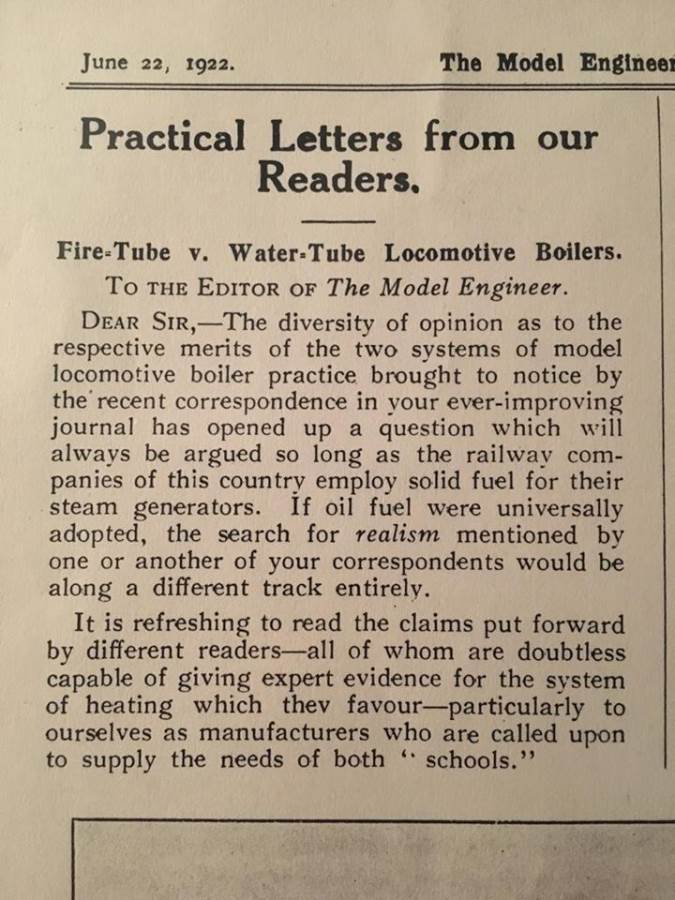 June 22, 1922.
The Model Engineer
Practical Letters from our
Readers.
Fire-Tube v. Water-Tube Locomotive Boilers.
To the Editor of The Model Engineer.
Dear Sir,—The diversity of opinion as to the
respective merits of the two systems of model
locomotive boiler practice brought to notice by
the recent correspondence in your ever-improving
journal has opened up a question which will
always be argued so long as the railway com-
panies of this country employ solid fuel for their
steam generators. If oil fuel were universally
adopted, the search for realism mentioned by
one or another of your correspondents would be
along a different track entirely.
It is refreshing to read the claims put forward
by different readers—all of whom are doubtless
capable of giving expert evidence for the system
of heating which they favour—particularly to
ourselves as manufacturers who are called upon
to supply the needs of both “ schools.”